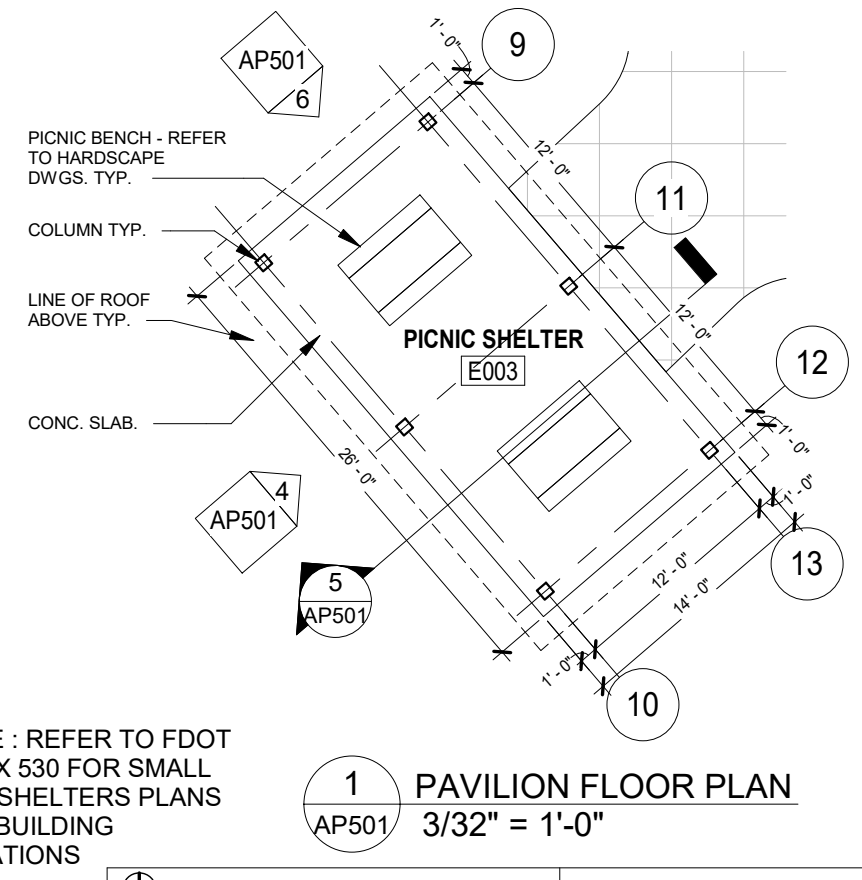 AP501
6
1'-0"
9
PICNIC BENCH - REFER
TO HARDSCAPE
DWGS. TYP.
12'-0"
11
COLUMN TYP.
LINE OF ROOF
ABOVE TYP.
12'-0"
PICNIC SHELTER
E003
12
CONC. SLAB.
26'-0"
1'-0"
4
AP501
1'-0"
13
5
AP501
12'-0"
14'-0"
1'-0"
10
: REFER TO FDOT
530 FOR SMALL
SHELTERS PLANS
BUILDING
1
AP501
PAVILION FLOOR PLAN
3/32" = 1'-0"